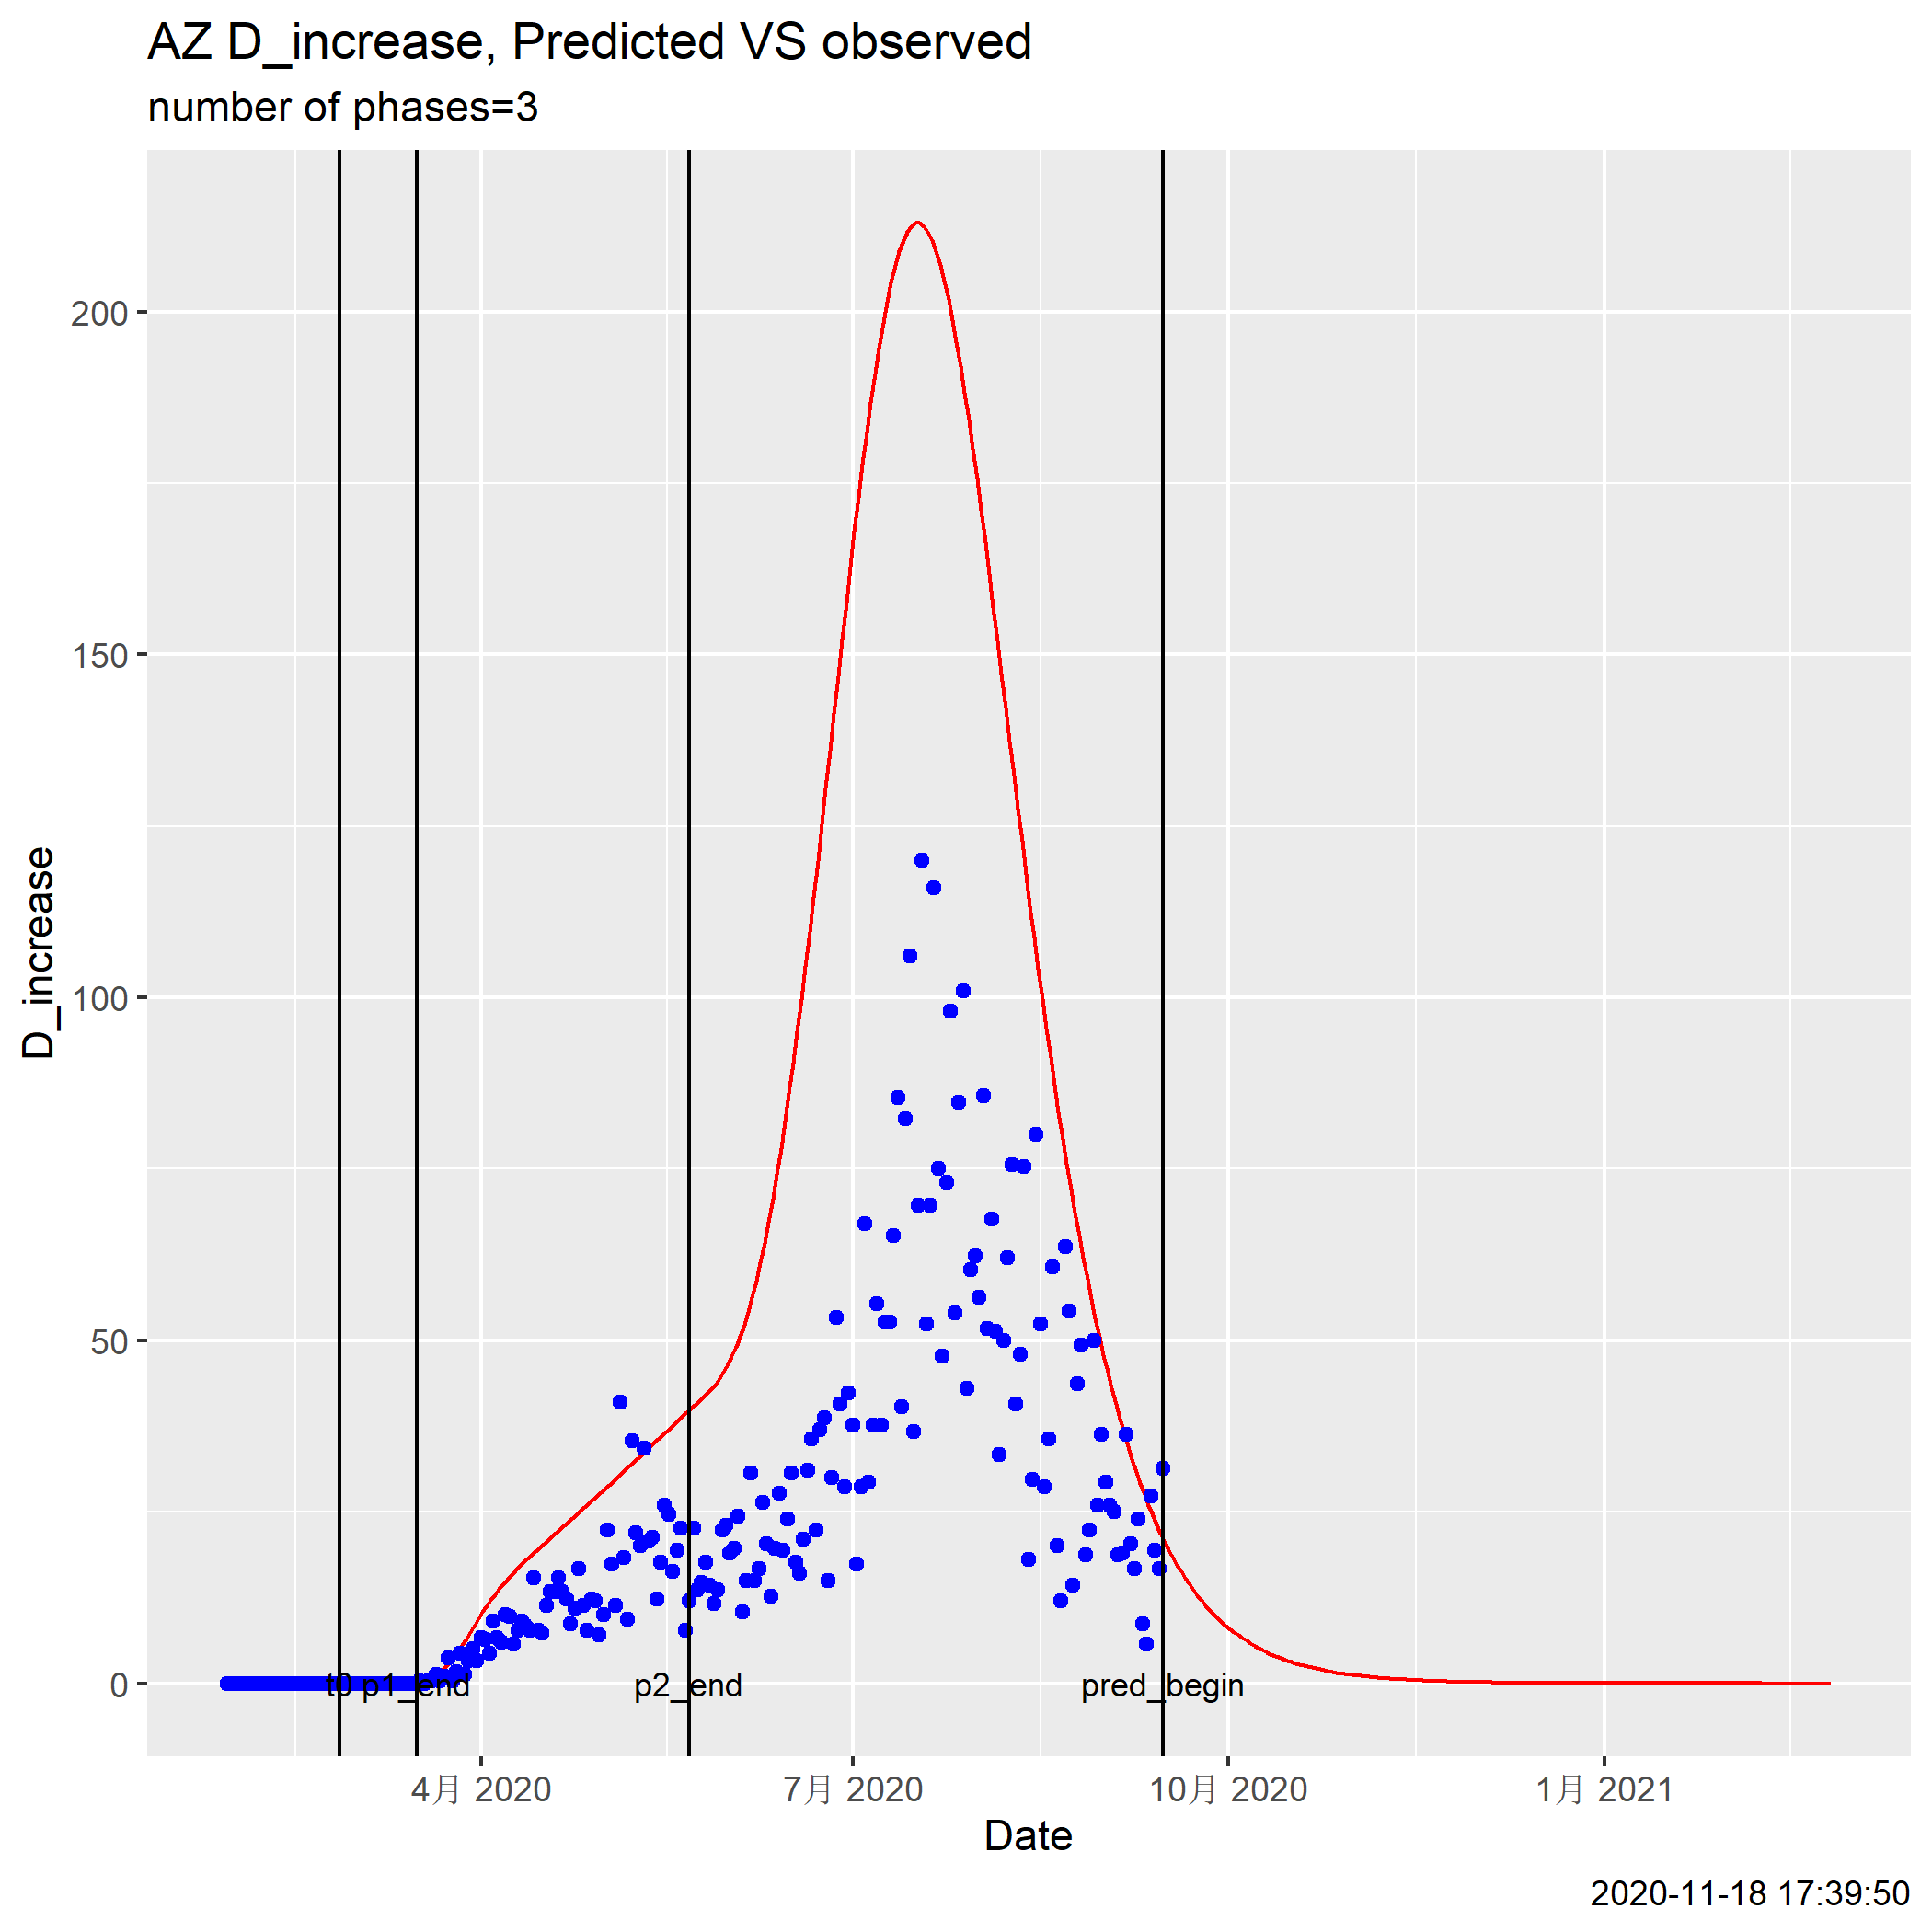 AZ D_increase, Predicted VS observed
number of phases=3
D_increase
200
150
100
50
0
t0 p1_end p2_end pred_begin
4月 2020 7月 2020 10月 2020 1月 2021
Date
2020-11-18 17:39:50